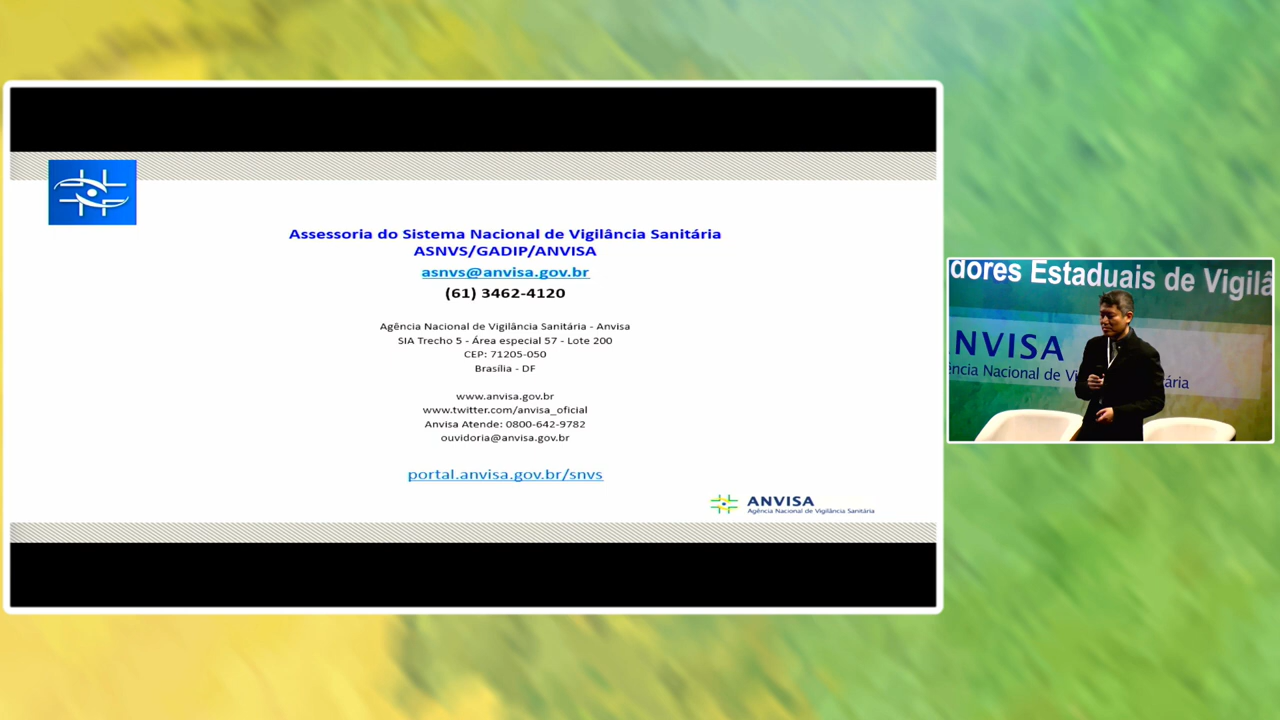 Assessoria do Sistema Nacional de Vigilância Sanitária
ASNVS/GADIP/ANVISA
asnvs@anvisa.gov.br
(61) 3462-4120
Agência Nacional de Vigilância Sanitária - Anvisa
SIA Trecho 5 - Área especial 57 - Lote 200
CEP: 71205-050
Brasília - DF
www.anvisa.gov.br
www.twitter.com/anvisa_oficial
Anvisa Atende: 0800-642-9782
ouvidoria@anvisa.gov.br
portal.anvisa.gov.br/snvs
ANVISA
Agência Nacional de Vigilância Sanitária
dores Estaduais de Vigilâ
NVISA
ência Nacional de Vi
ária